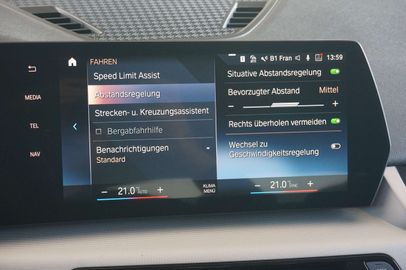 FAHREN
B1 Fran
13:59
Speed Limit Assist
Abstandsregelung
Strecken- u. Kreuzungsassistent
Bergabfahrhilfe
Benachrichtigungen
Standard
Situative Abstandsregelung
Bevorzugter Abstand
Mittel
− +
Rechts überholen vermeiden
Wechsel zu
Geschwindigkeitsregelung
MEDIA
TEL
NAV
− 21.0 +
KLIMA
MENÜ
− 21.0 +